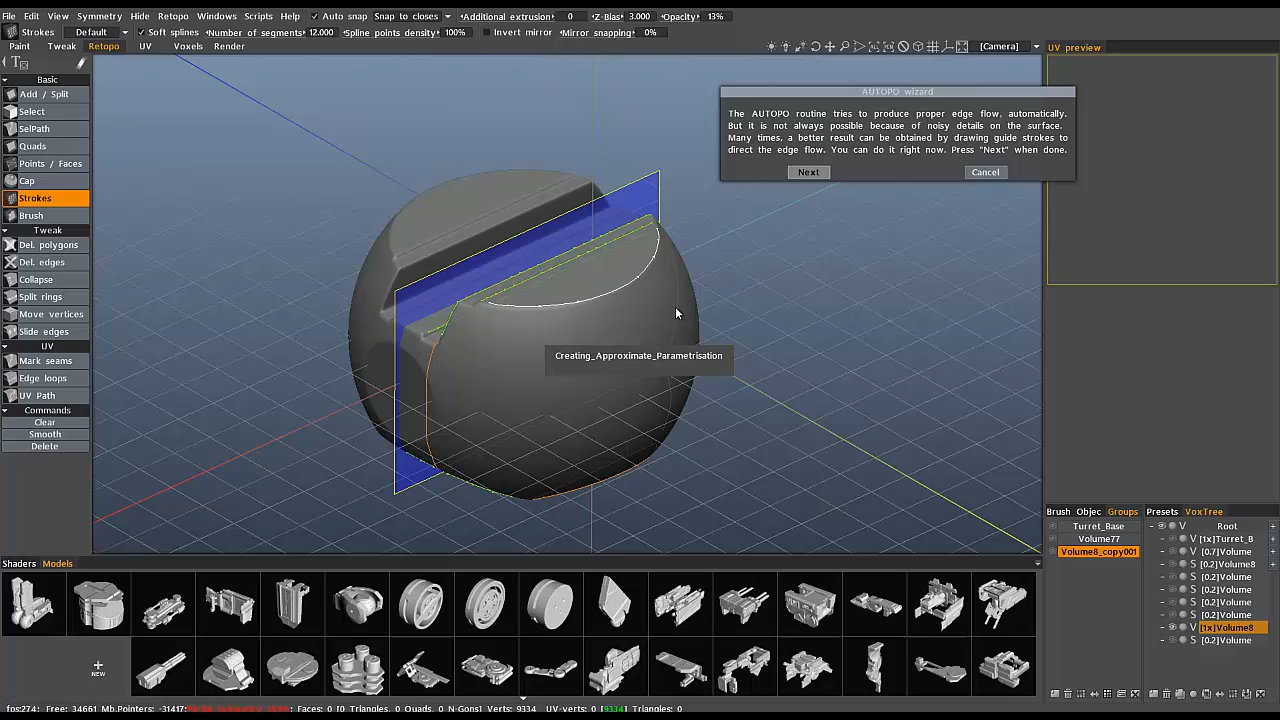 File Edit View Symmetry Hide Retopo Windows Scripts Help Auto snap Snap to closes Additional extrusion 0 Z-Bias 3.000 Opacity 13%
Strokes Default Soft splines Number of segments 12.000 Spline points density 100% Invert mirror Mirror snapping 0%
Paint Tweak Retopo UV Voxels Render [Camera] UV preview
Basic
Add / Split
Select
SelPath
Quads
Points / Faces
Cap
Strokes
Brush
Tweak
Del. polygons
Del. edges
Collapse
Split rings
Move vertices
Slide edges
UV
Mark seams
Edge loops
UV Path
Commands
Clear
Smooth
Delete
AUTOPO wizard
The AUTOPO routine tries to produce proper edge flow, automatically.
But it is not always possible because of noisy details on the surface.
Many times, a better result can be obtained by drawing guide strokes to
direct the edge flow. You can do it right now. Press "Next" when done.
Next Cancel
Creating_Approximate_Parametrisation
Brush Objec Groups Presets VoxTree
Turret_Base
Volume77
Volume8_copy001
V Root
V [1x]Turret_B
V [0.7]Volume
V [0.2]Volume8
S [0.2]Volume
S [0.2]Volume
S [0.2]Volume
S [0.2]Volume
V [1x]Volume8
S [0.2]Volume
Shaders Models
NEW
fps:274; Free: 34661 Mb Pointers: -31417 Faces: 0 [0 Triangles, 0 Quads, 0 N-Gons] Verts: 9334 UV-verts: 0 [9334] Triangles: 0